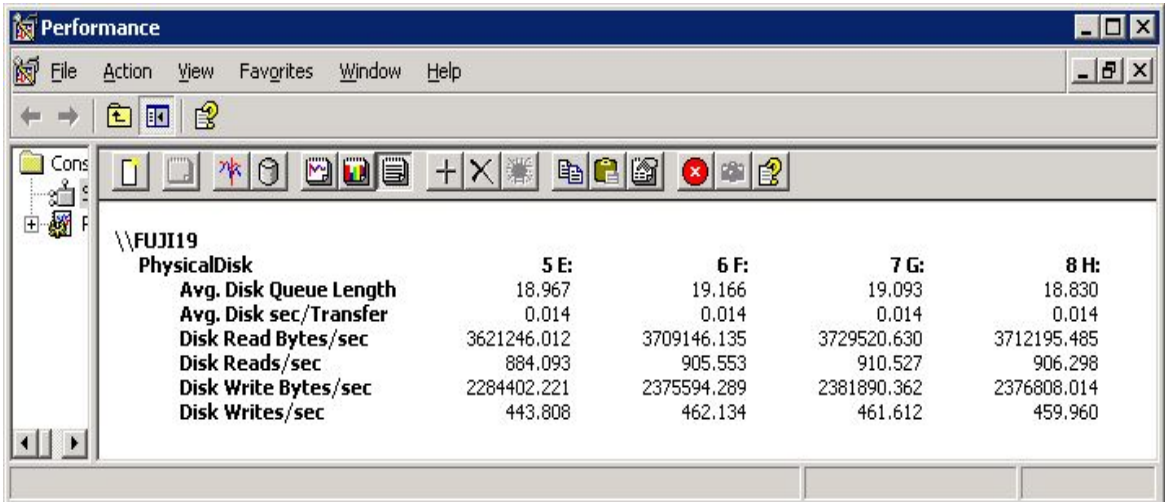 Performance
File Action View Favorites Window Help
Cons
\\FUJI19
PhysicalDisk 5 E: 6 F: 7 G: 8 H:
Avg. Disk Queue Length 18.967 19.166 19.093 18.830
Avg. Disk sec/Transfer 0.014 0.014 0.014 0.014
Disk Read Bytes/sec 3621246.012 3709146.135 3729520.630 3712195.485
Disk Reads/sec 884.093 905.553 910.527 906.298
Disk Write Bytes/sec 2284402.221 2375594.289 2381890.362 2376808.014
Disk Writes/sec 443.808 462.134 461.612 459.960